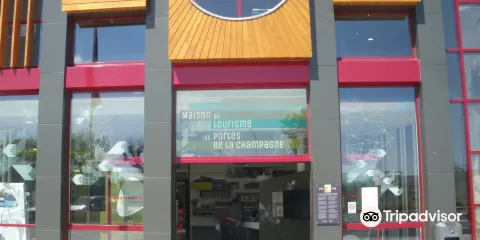 Maison du
tourisme
Les Portes
de la Champagne
Tripadvisor